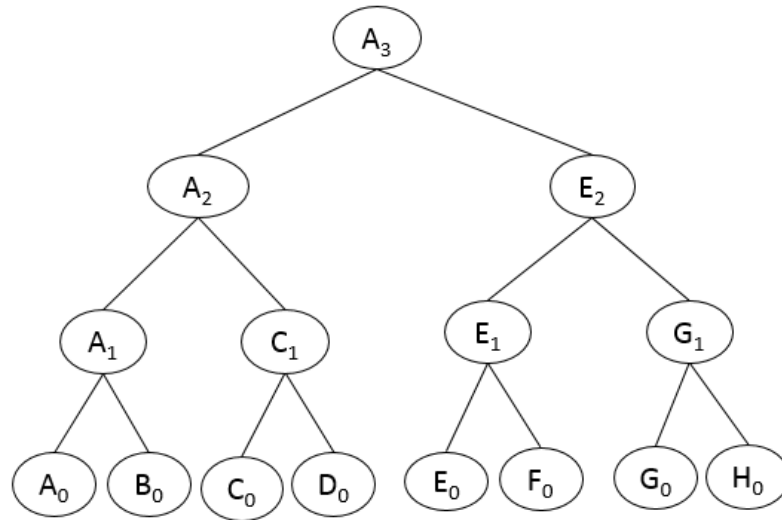 A₃
A₂ E₂
A₁ C₁ E₁ G₁
A₀ B₀ C₀ D₀ E₀ F₀ G₀ H₀